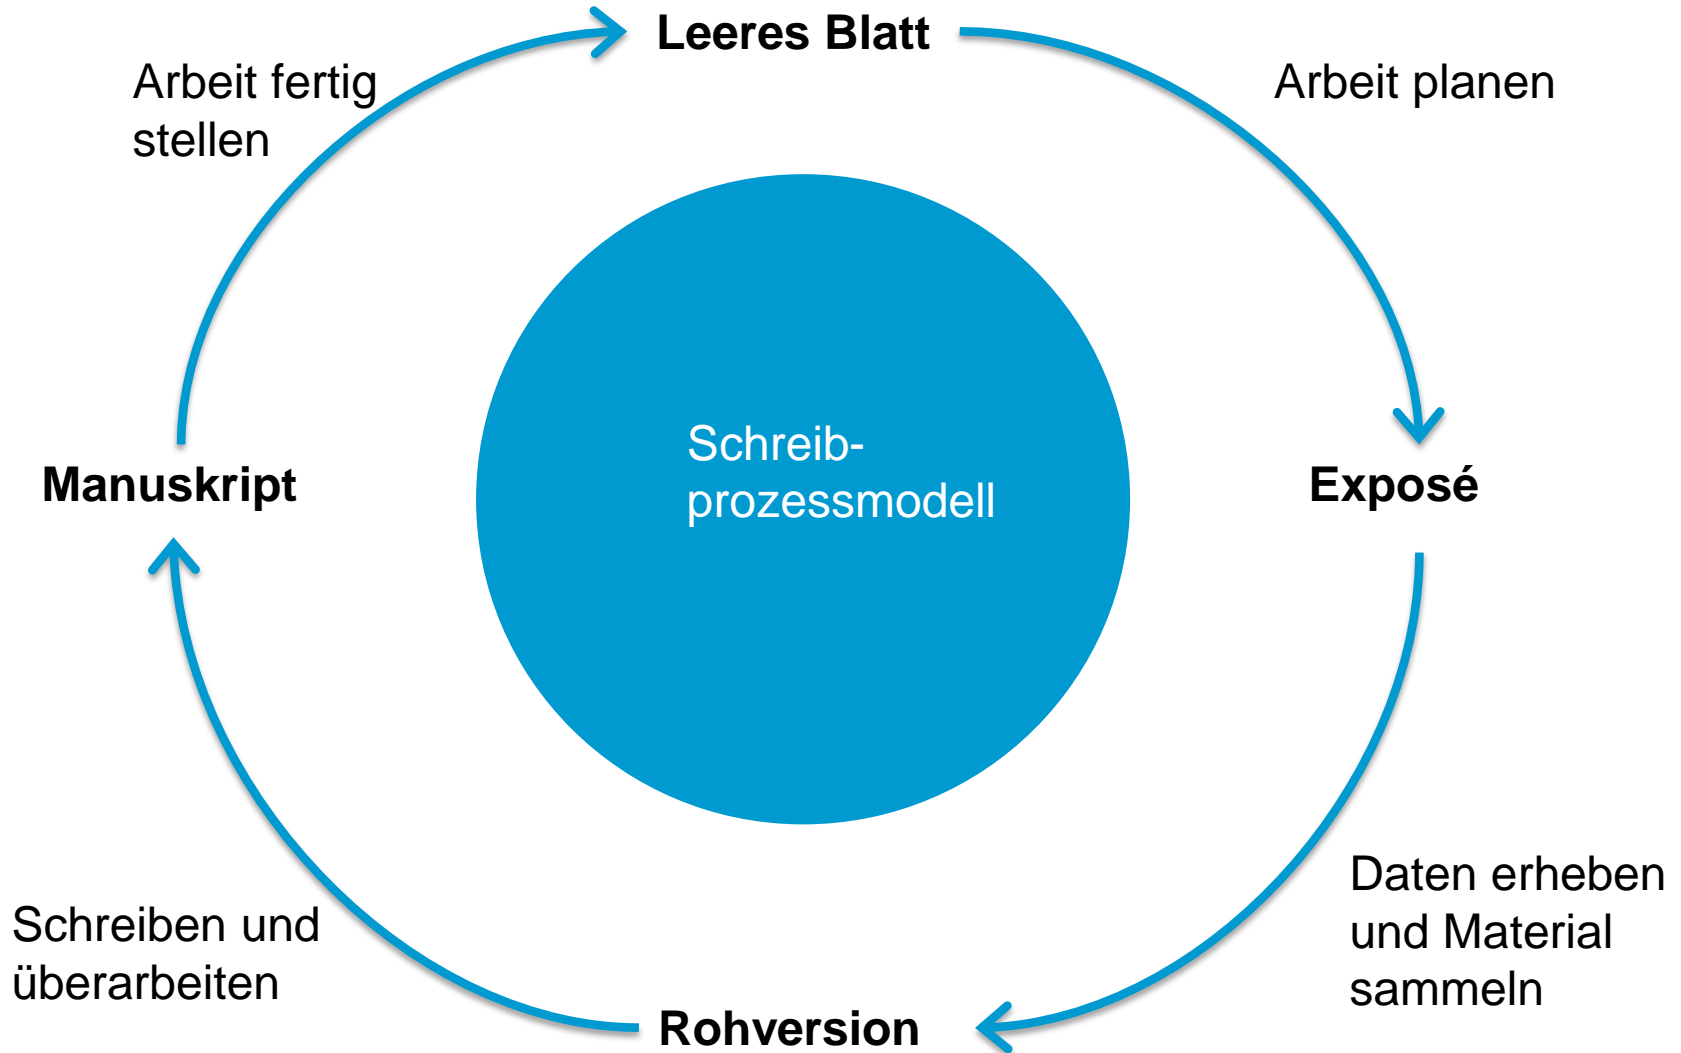 Leeres Blatt
Arbeit planen
Exposé
Daten erheben
und Material
sammeln
Rohversion
Schreiben und
überarbeiten
Manuskript
Arbeit fertig
stellen
Schreib-
prozessmodell